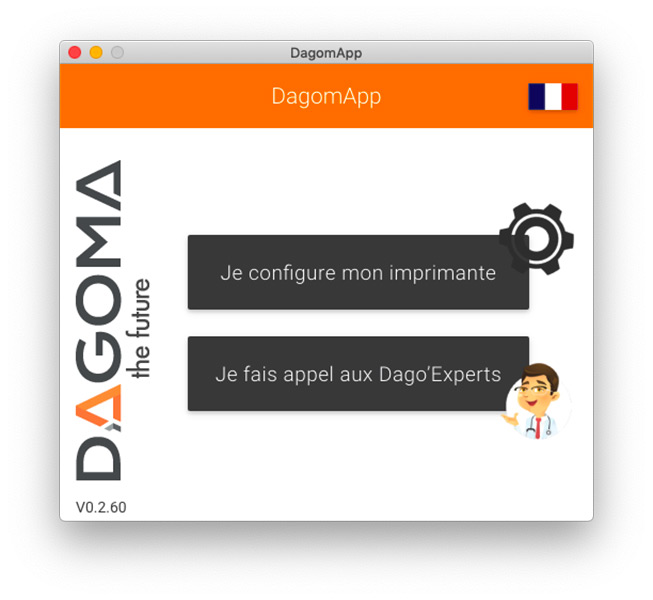 DagomApp
DagomApp
DAGOMA
the future
Je configure mon imprimante
Je fais appel aux Dago’Experts
V0.2.60